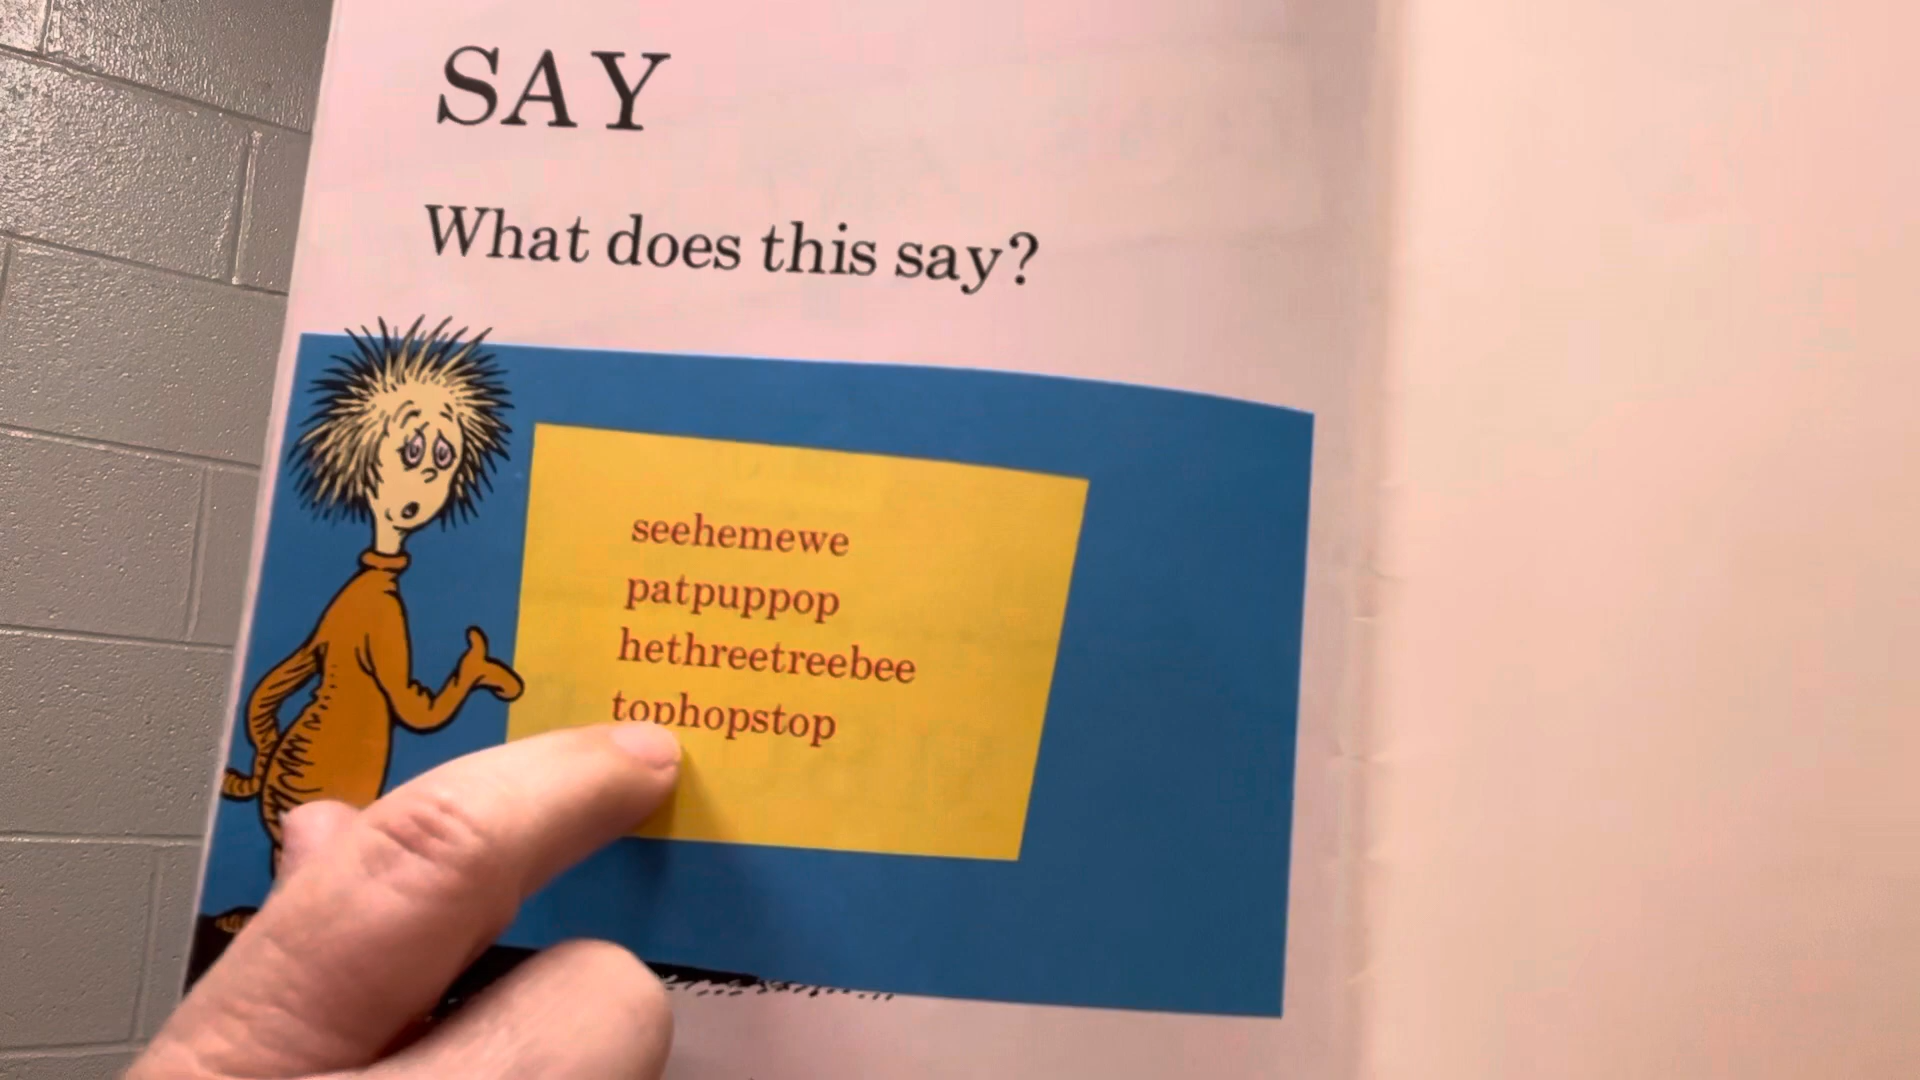 SAY
What does this say?
seehemewe
patpuppop
hethreetreebee
tophopstop